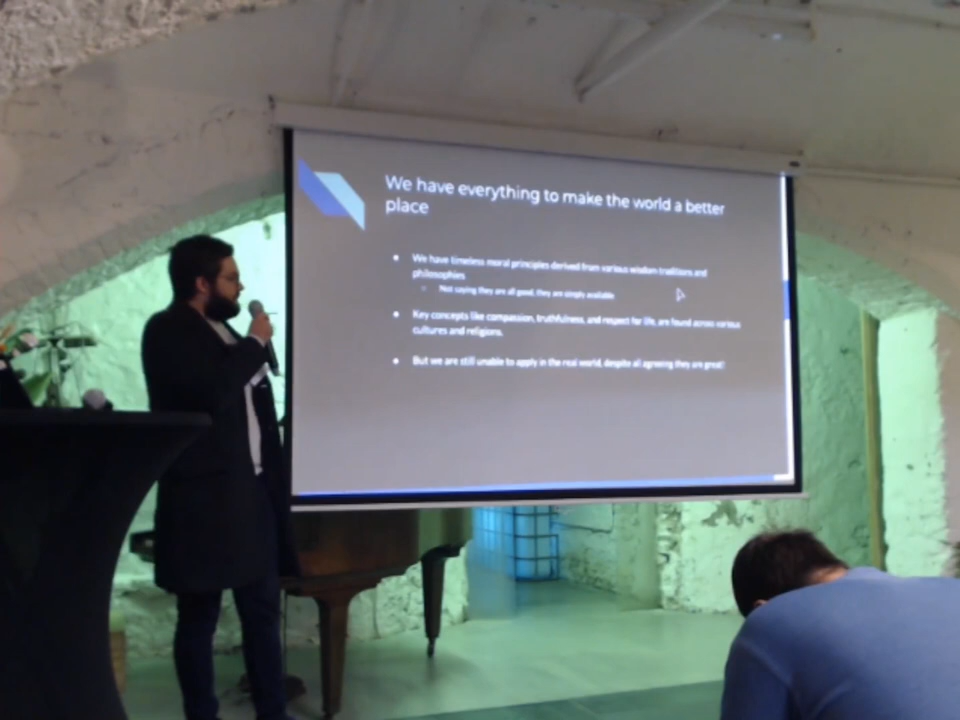 We have everything to make the world a better
place
We have timeless moral principles derived from various wisdom traditions and
philosophies
Not saying they are all good, they are simply available
Key concepts like compassion, truthfulness, and respect for life, are found across various
cultures and religions.
But we are still unable to apply in the real world, despite all agreeing they are great!